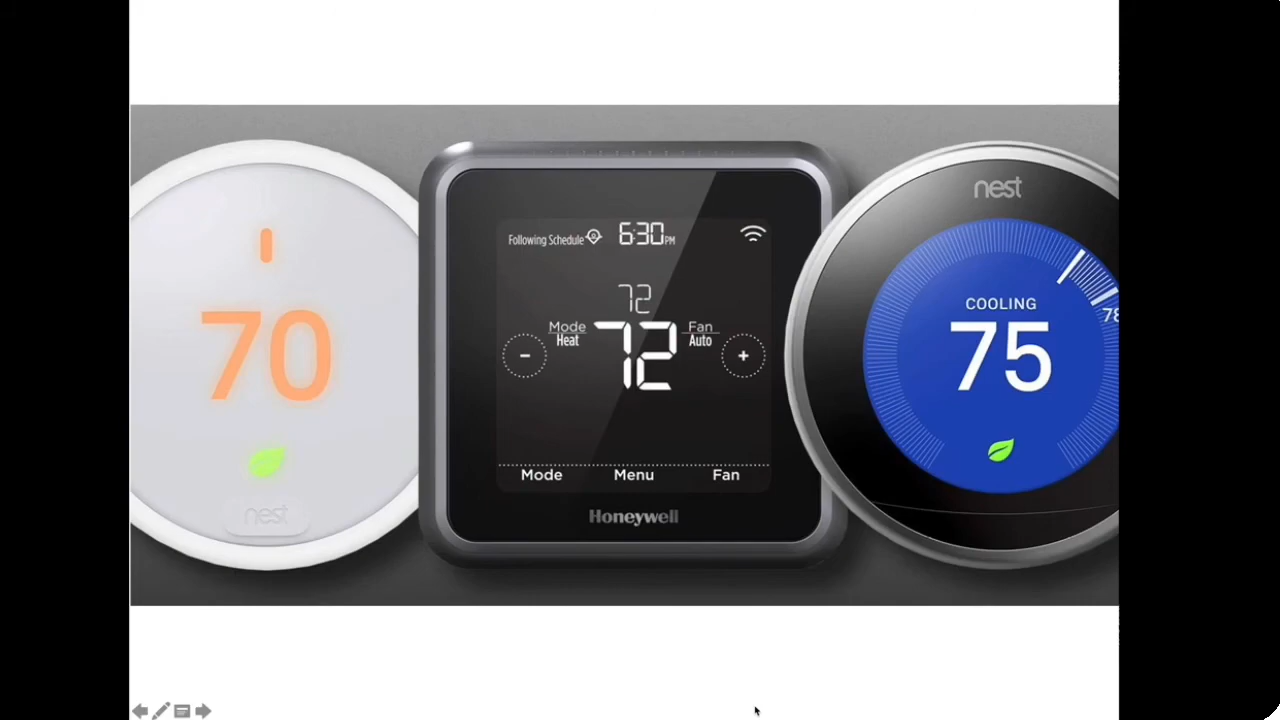 70
nest
Following Schedule 6:30PM
72
Mode
Heat
72
Fan
Auto
- +
Mode Menu Fan
Honeywell
nest
COOLING
75